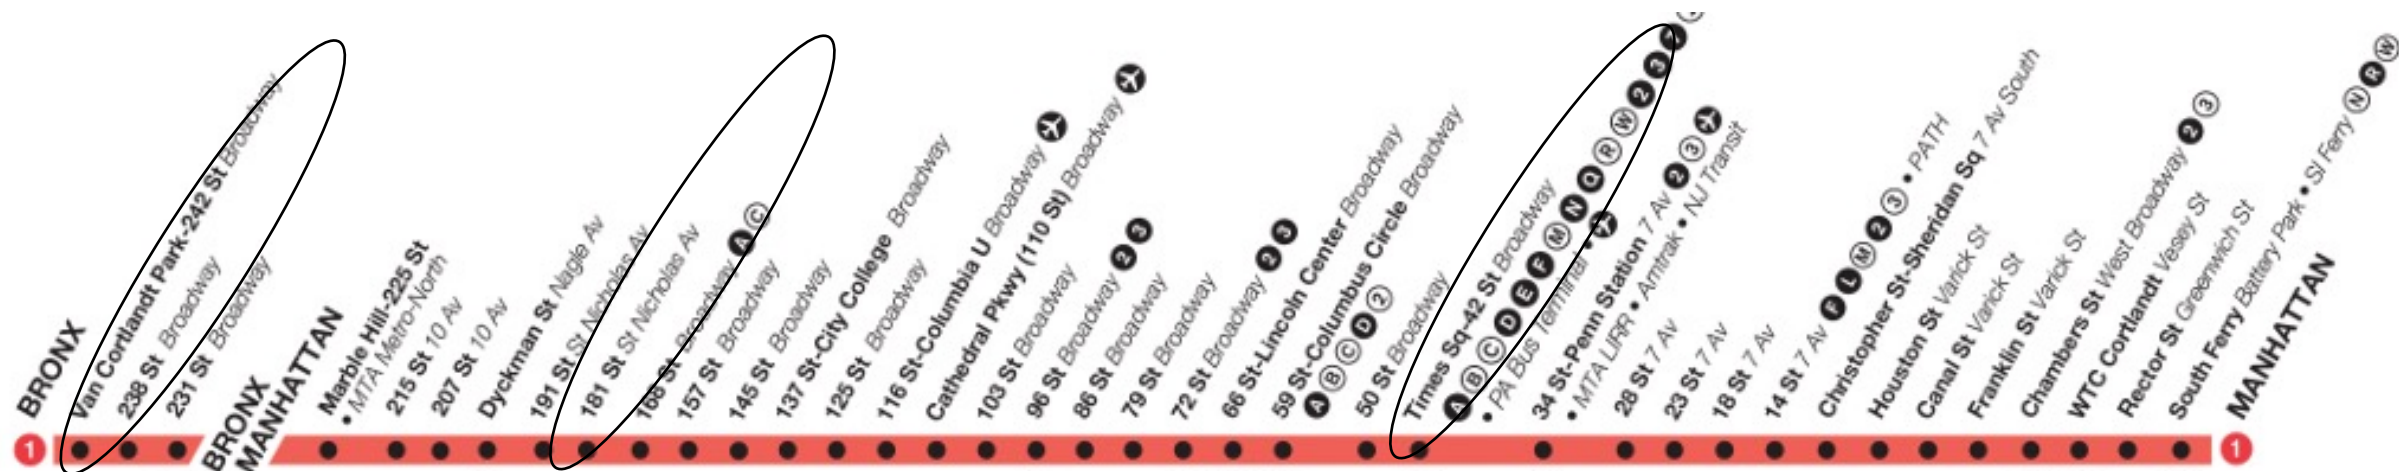 BRONX
Van Cortlandt Park-242 St Broadway
238 St Broadway
231 St Broadway
BRONX
MANHATTAN
Marble Hill-225 St
• MTA Metro-North
215 St 10 Av
207 St 10 Av
Dyckman St Nagle Av
191 St St Nicholas Av
181 St St Nicholas Av
168 St Broadway A C
157 St Broadway
145 St Broadway
137 St-City College Broadway
125 St Broadway
116 St-Columbia U Broadway
Cathedral Pkwy (110 St) Broadway
103 St Broadway
96 St Broadway 2 3
86 St Broadway
79 St Broadway
72 St Broadway 2 3
66 St-Lincoln Center Broadway
59 St-Columbus Circle Broadway
A B C D 2
50 St Broadway
Times Sq-42 St Broadway
A B C D E F M N Q R W 2 3 7
• PA Bus Terminal •
34 St-Penn Station 7 Av 2 3
• MTA LIRR • Amtrak • NJ Transit
28 St 7 Av
23 St 7 Av
18 St 7 Av
14 St 7 Av F L M 2 3 • PATH
Christopher St-Sheridan Sq 7 Av South
Houston St Varick St
Canal St Varick St
Franklin St Varick St
Chambers St West Broadway 2 3
WTC Cortlandt Vesey St
Rector St Greenwich St
South Ferry Battery Park • SI Ferry N R W
MANHATTAN
1
1